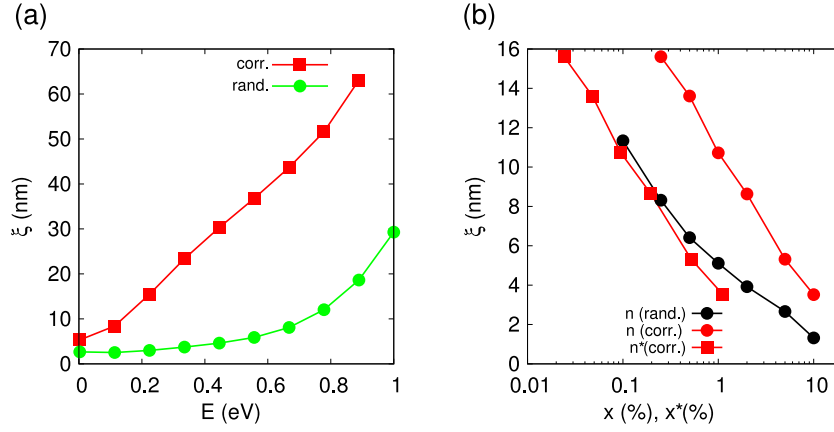 (a)
70
60
50
40
30
20
10
0
ξ (nm)
corr.
rand.
0 0.2 0.4 0.6 0.8 1
E (eV)
(b)
16
14
12
10
8
6
4
2
0
ξ (nm)
n (rand.)
n (corr.)
n*(corr.)
0.01 0.1 1 10
x (%), x*(%)